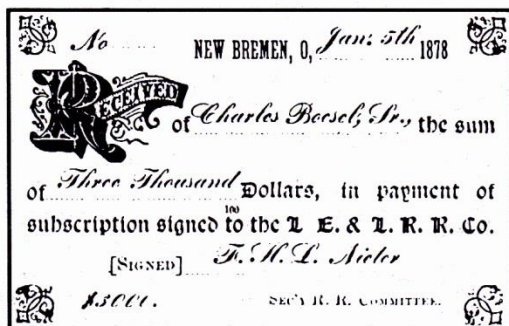 No ........ NEW BREMEN, O, Jan: 5th 1878
RECEIVED
of Charles Boesel, Sr., the sum
of Three Thousand Dollars, in payment of
100
subscription signed to the L E. & L. R. R. Co.
[SIGNED] F. H. L. Nieter
SEC'Y R. R. COMMITTEE.